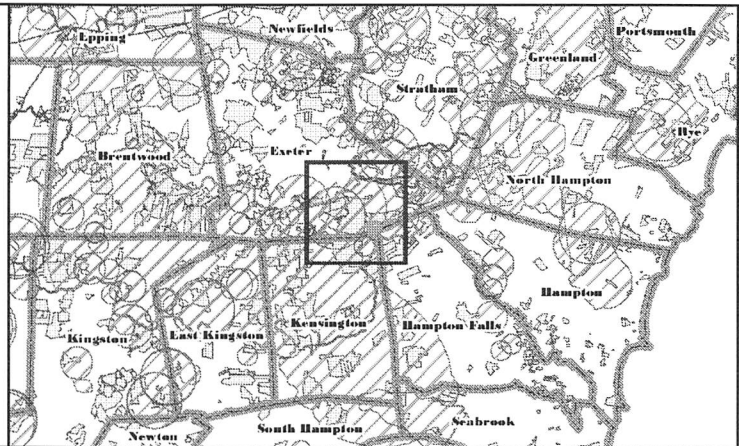 Epping
Newfields
Portsmouth
Greenland
Stratham
Rye
Brentwood
Exeter
North Hampton
Hampton
Kensington
Hampton Falls
Kingston
East Kingston
Seabrook
South Hampton
Newton